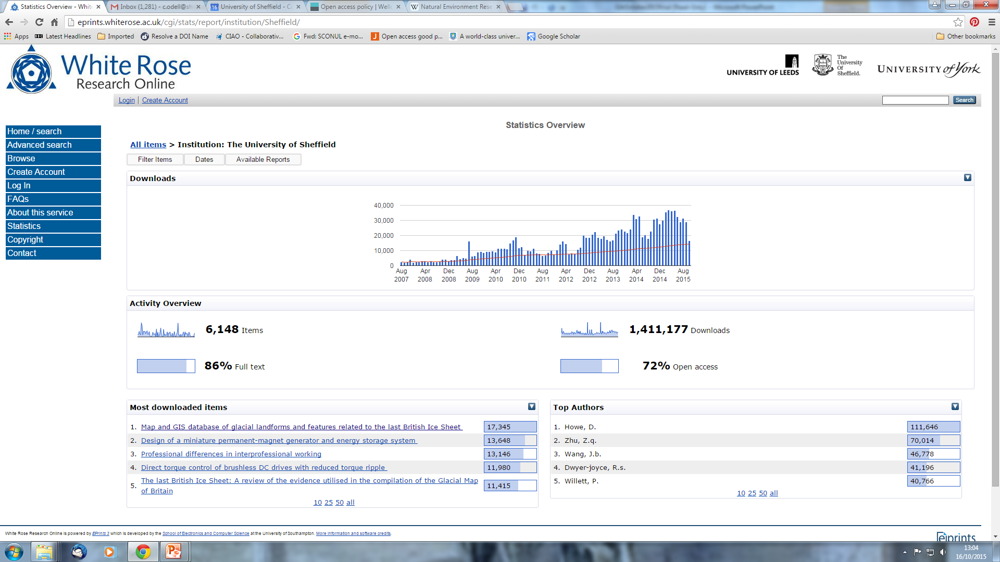 Statistics Overview - White
Inbox (1,281) - c.odell@sh
16 University of Sheffield - Ca
Open access policy | Wellc
Natural Environment Rese
eprints.whiterose.ac.uk/cgi/stats/report/institution/Sheffield/
Apps Latest Headlines Imported Resolve a DOI Name CIAO - Collaborativ... Fwd: SCONUL e-mo... Open access good p... A world-class univer... Google Scholar Other bookmarks
White Rose
Research Online
UNIVERSITY OF LEEDS
The
University
Of
Sheffield.
UNIVERSITY of York
Login | Create Account
Search
Home / search
Advanced search
Browse
Create Account
Log In
FAQs
About this service
Statistics
Copyright
Contact
Statistics Overview
All items > Institution: The University of Sheffield
Filter Items Dates Available Reports
Downloads
40,000
30,000
20,000
10,000
0
Aug Apr Dec Aug Apr Dec Aug Apr Dec Aug Apr Dec Aug
2007 2008 2008 2009 2010 2010 2011 2012 2012 2013 2014 2014 2015
Activity Overview
6,148 Items
1,411,177 Downloads
86% Full text
72% Open access
Most downloaded items
1. Map and GIS database of glacial landforms and features related to the last British Ice Sheet 17,345
2. Design of a miniature permanent-magnet generator and energy storage system 13,648
3. Professional differences in interprofessional working 13,146
4. Direct torque control of brushless DC drives with reduced torque ripple 11,980
5. The last British Ice Sheet: A review of the evidence utilised in the compilation of the Glacial Map
of Britain 11,415
10 25 50 all
Top Authors
1. Howe, D. 111,646
2. Zhu, Z.q. 70,014
3. Wang, J.b. 46,778
4. Dwyer-joyce, R.s. 41,196
5. Willett, P. 40,766
10 25 50 all
White Rose Research Online is powered by EPrints 3 which is developed by the School of Electronics and Computer Science at the University of Southampton. More information and software credits.
eprints
13:04
16/10/2015